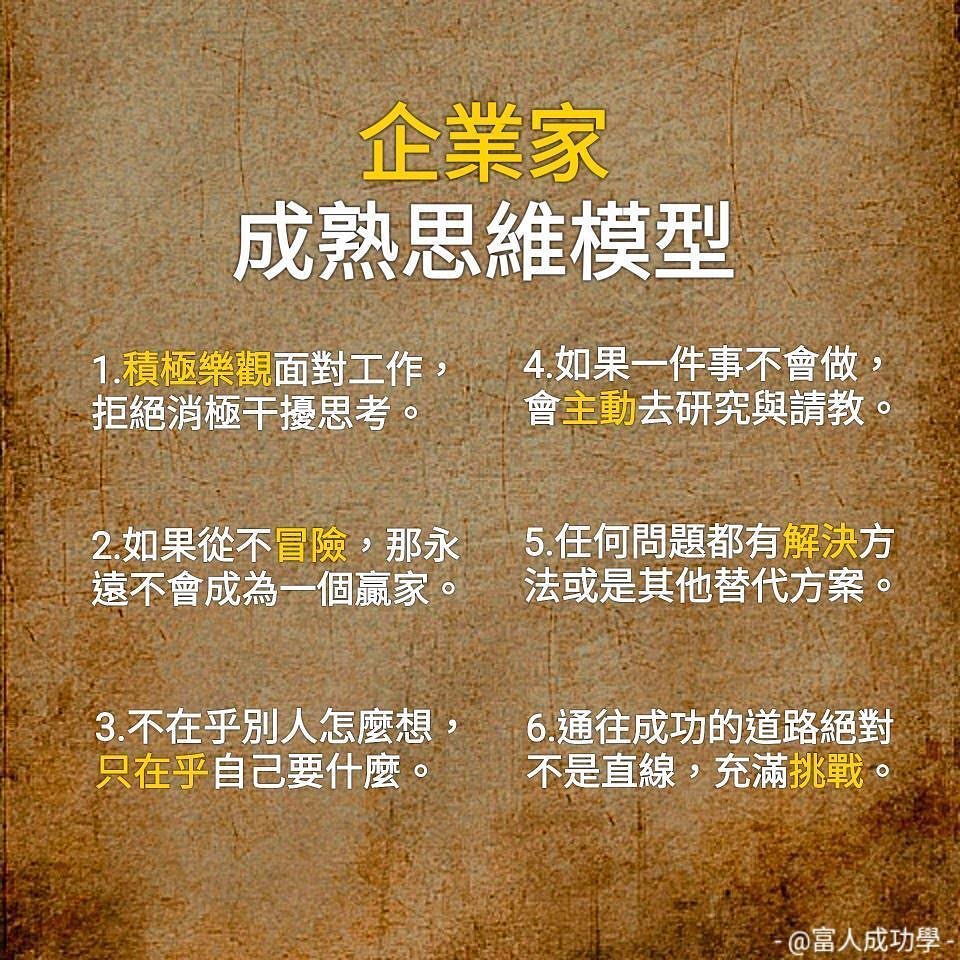 企業家
成熟思維模型
1.積極樂觀面對工作，
拒絕消極干擾思考。
2.如果從不冒險，那永
遠不會成為一個贏家。
3.不在乎別人怎麼想，
只在乎自己要什麼。
4.如果一件事不會做，
會主動去研究與請教。
5.任何問題都有解決方
法或是其他替代方案。
6.通往成功的道路絕對
不是直線，充滿挑戰。
- @富人成功學 -